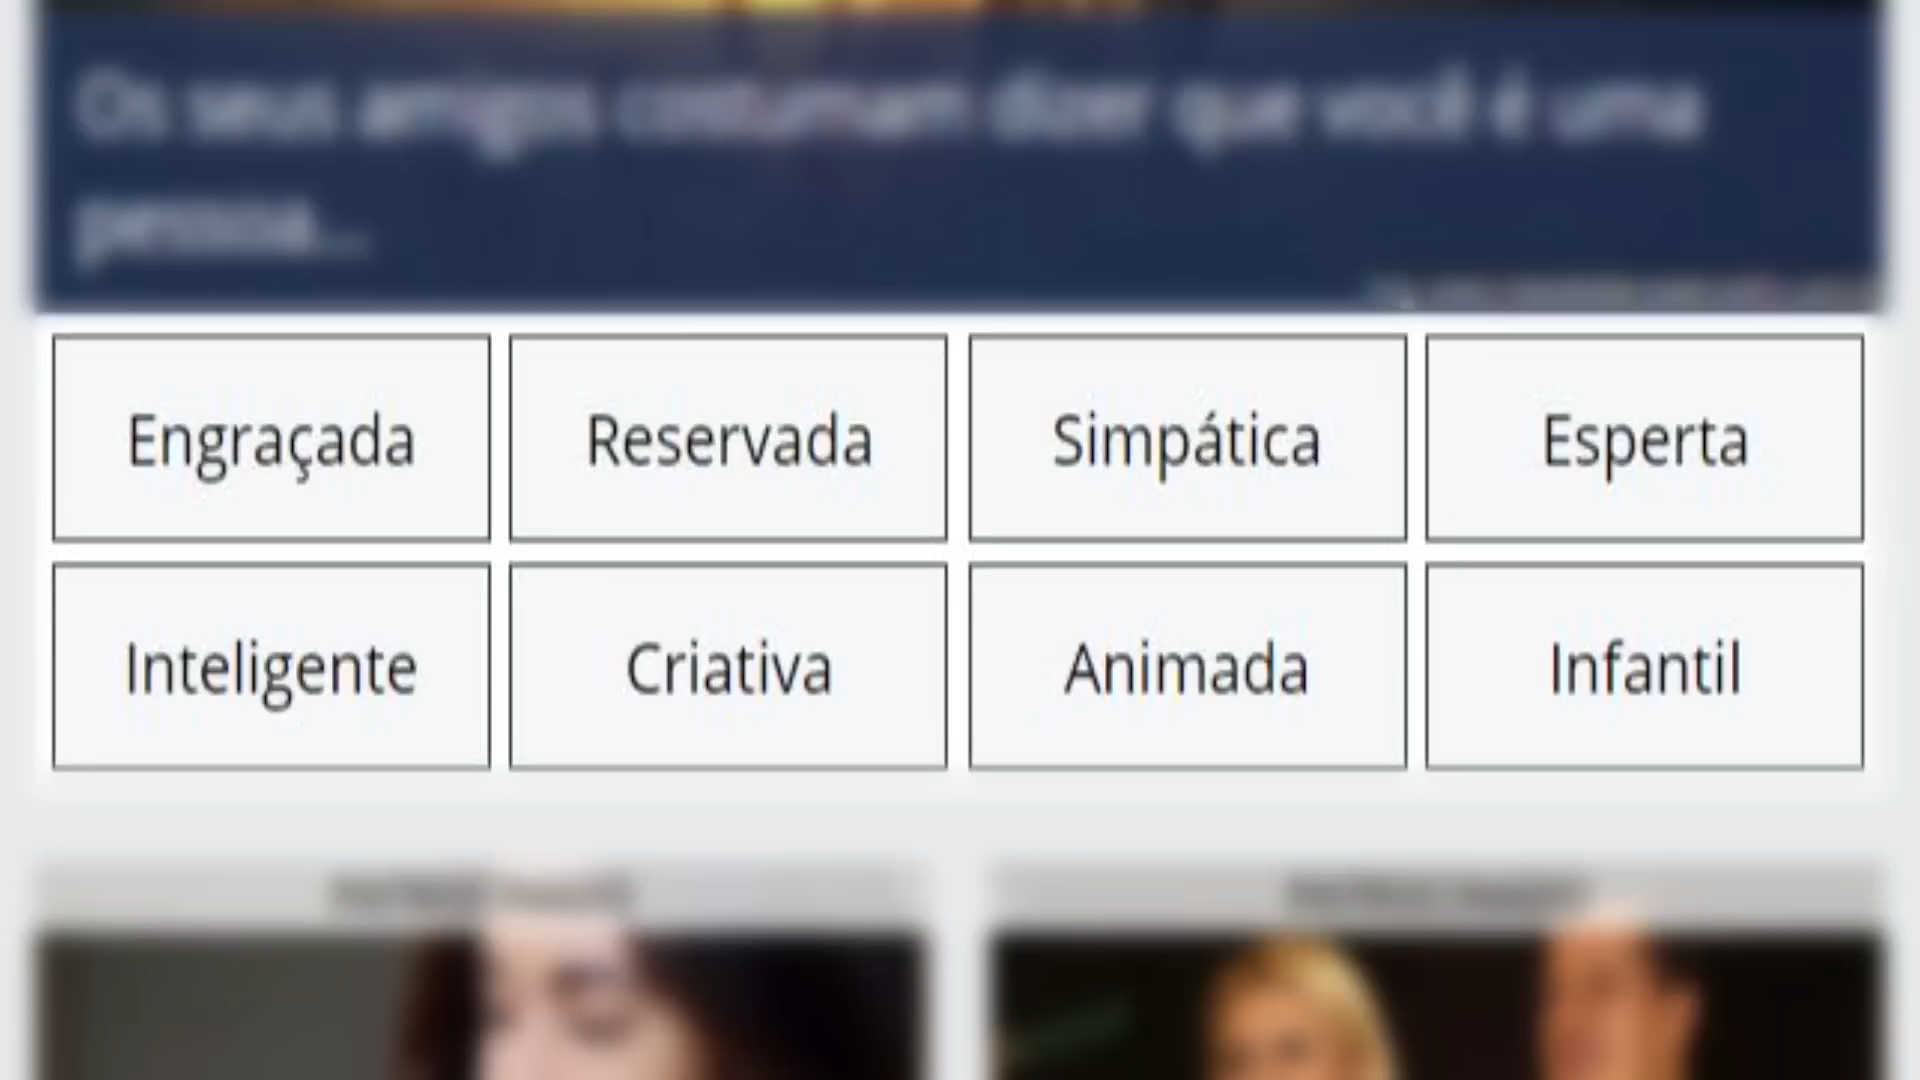 Os seus amigos costumam dizer que você é uma
pessoa...
Engraçada Reservada Simpática Esperta
Inteligente Criativa Animada Infantil